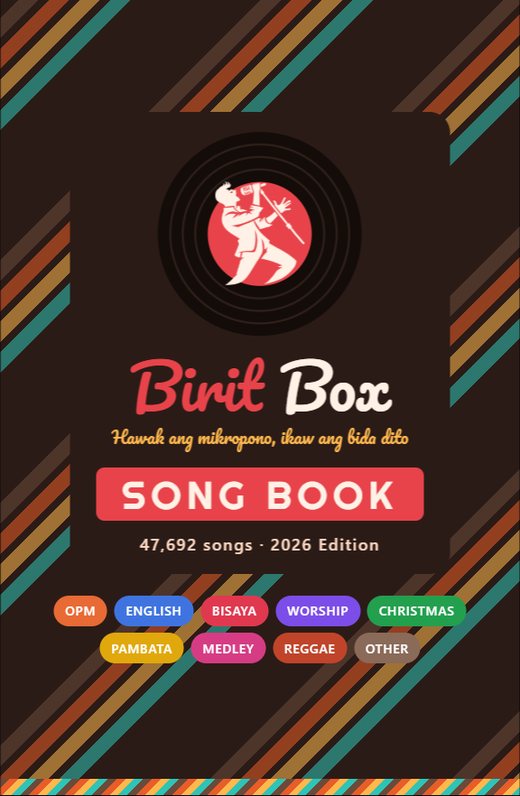 Birit Box
Hawak ang mikropono, ikaw ang bida dito
SONG BOOK
47,692 songs · 2026 Edition
OPM ENGLISH BISAYA WORSHIP CHRISTMAS
PAMBATA MEDLEY REGGAE OTHER